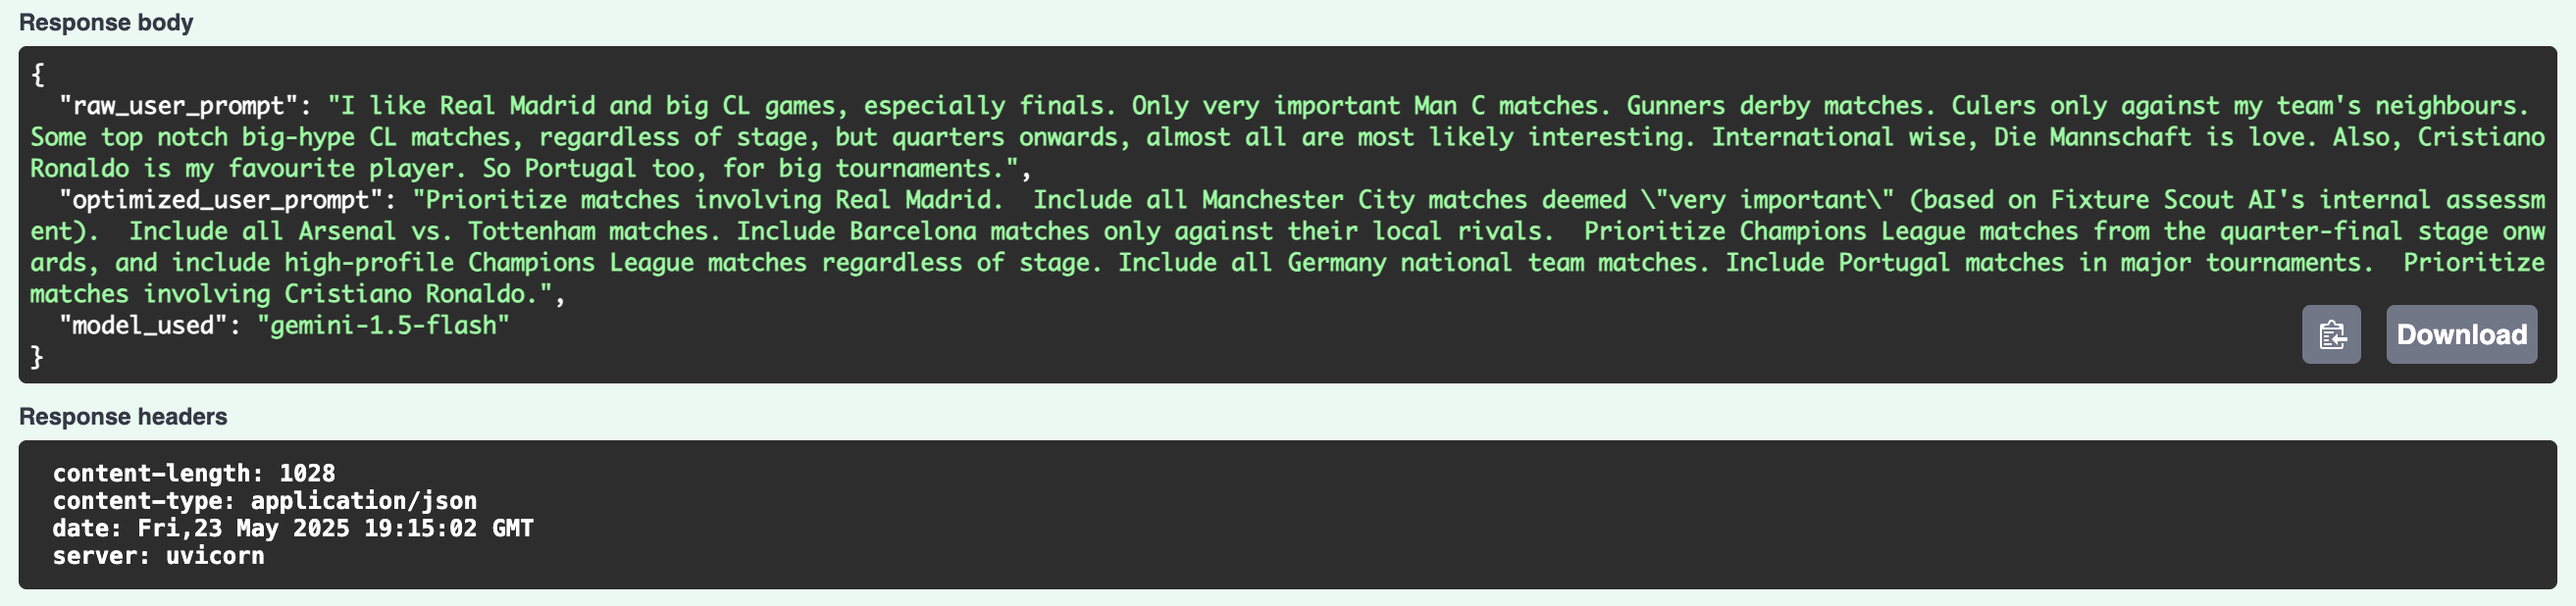 Response body
{
  "raw_user_prompt": "I like Real Madrid and big CL games, especially finals. Only very important Man C matches. Gunners derby matches. Culers only against my team's neighbours.
Some top notch big-hype CL matches, regardless of stage, but quarters onwards, almost all are most likely interesting. International wise, Die Mannschaft is love. Also, Cristiano
Ronaldo is my favourite player. So Portugal too, for big tournaments.",
  "optimized_user_prompt": "Prioritize matches involving Real Madrid.  Include all Manchester City matches deemed \"very important\" (based on Fixture Scout AI's internal assessm
ent).  Include all Arsenal vs. Tottenham matches. Include Barcelona matches only against their local rivals.  Prioritize Champions League matches from the quarter-final stage onw
ards, and include high-profile Champions League matches regardless of stage. Include all Germany national team matches. Include Portugal matches in major tournaments.  Prioritize
matches involving Cristiano Ronaldo.",
  "model_used": "gemini-1.5-flash"
}
Download
Response headers
content-length: 1028
content-type: application/json
date: Fri,23 May 2025 19:15:02 GMT
server: uvicorn